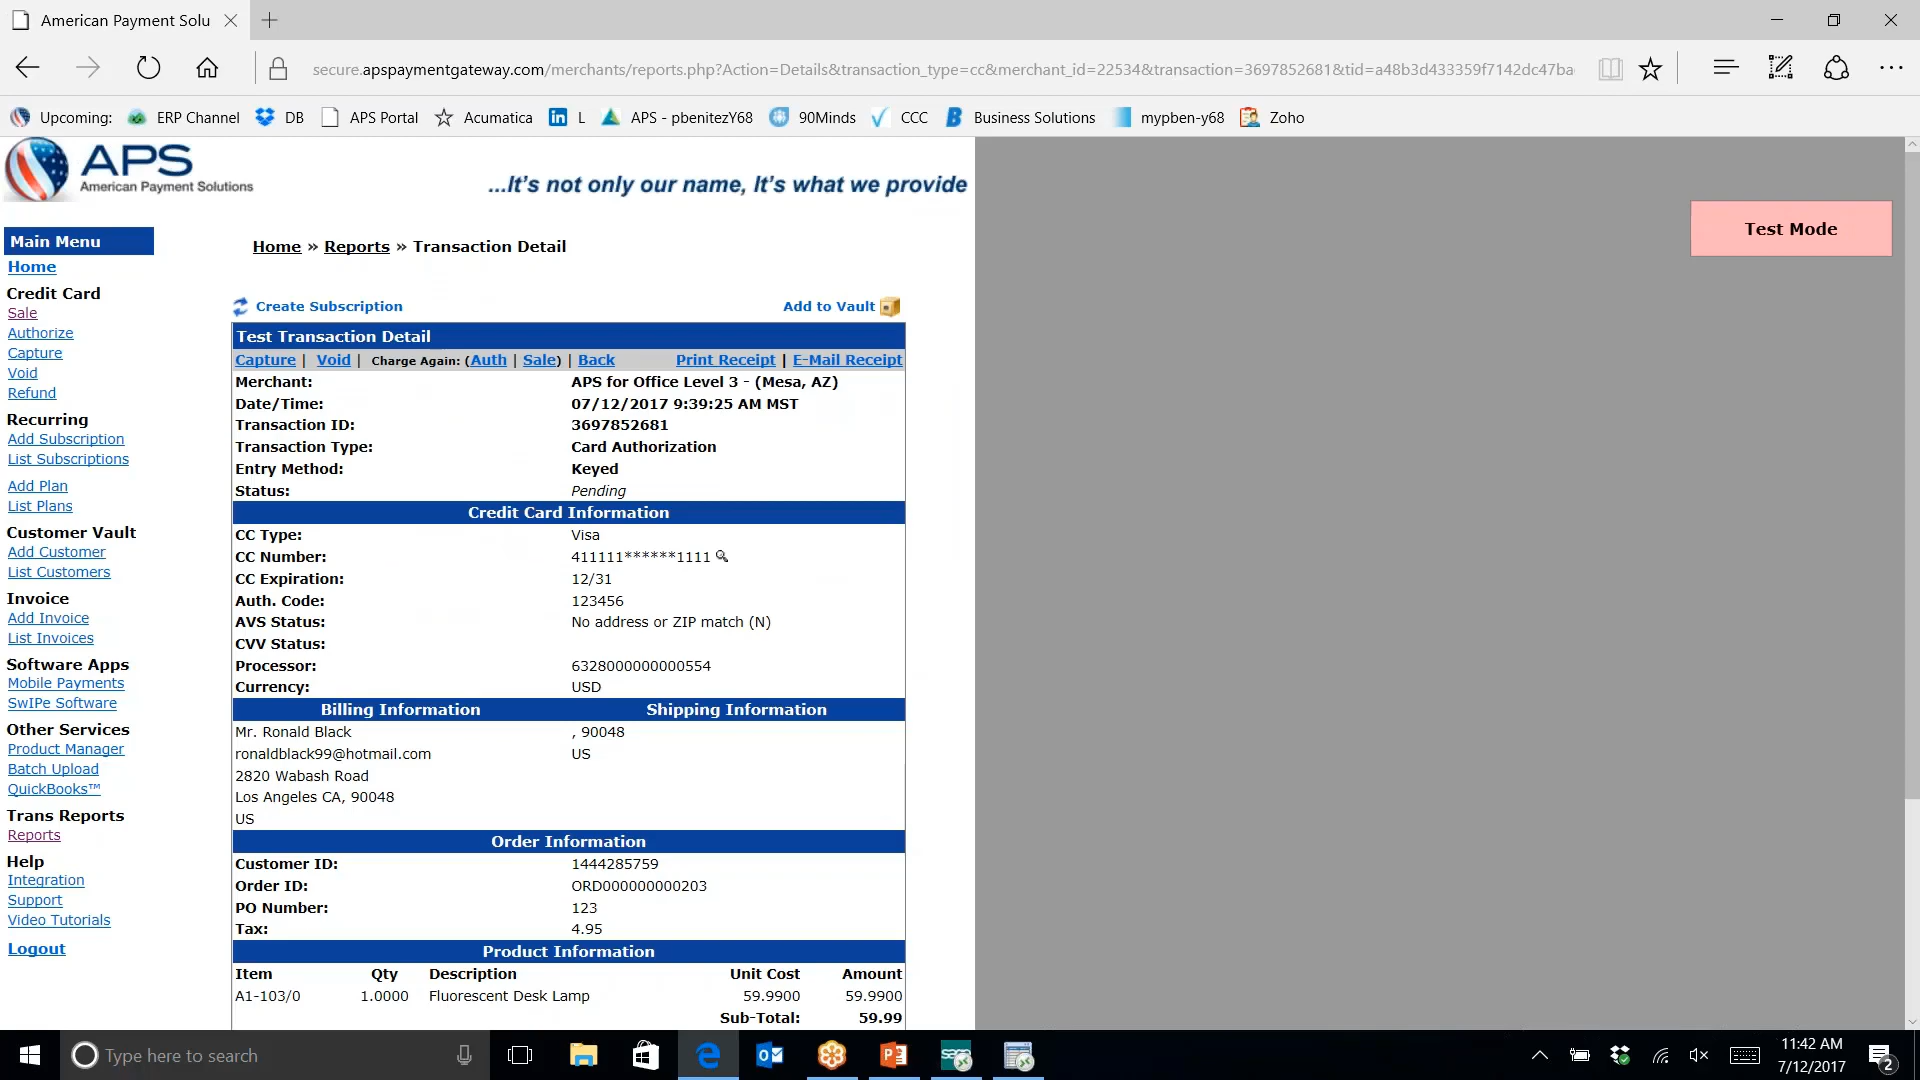 American Payment Solu
secure.apspaymentgateway.com/merchants/reports.php?Action=Details&transaction_type=cc&merchant_id=22534&transaction=3697852681&tid=a48b3d433359f7142dc47ba
Upcoming: ERP Channel DB APS Portal Acumatica L APS - pbenitezY68 90Minds CCC Business Solutions mypben-y68 Zoho
APS
American Payment Solutions
...It's not only our name, It's what we provide
Test Mode
Main Menu
Home
Credit Card
Sale
Authorize
Capture
Void
Refund
Recurring
Add Subscription
List Subscriptions
Add Plan
List Plans
Customer Vault
Add Customer
List Customers
Invoice
Add Invoice
List Invoices
Software Apps
Mobile Payments
SwIPe Software
Other Services
Product Manager
Batch Upload
QuickBooks™
Trans Reports
Reports
Help
Integration
Support
Video Tutorials
Logout
Home » Reports » Transaction Detail
Create Subscription Add to Vault
Test Transaction Detail
Capture | Void | Charge Again: (Auth | Sale) | Back Print Receipt | E-Mail Receipt
Merchant: APS for Office Level 3 - (Mesa, AZ)
Date/Time: 07/12/2017 9:39:25 AM MST
Transaction ID: 3697852681
Transaction Type: Card Authorization
Entry Method: Keyed
Status: Pending
Credit Card Information
CC Type: Visa
CC Number: 411111******1111
CC Expiration: 12/31
Auth. Code: 123456
AVS Status: No address or ZIP match (N)
CVV Status:
Processor: 6328000000000554
Currency: USD
Billing Information Shipping Information
Mr. Ronald Black , 90048
ronaldblack99@hotmail.com US
2820 Wabash Road
Los Angeles CA, 90048
US
Order Information
Customer ID: 1444285759
Order ID: ORD000000000203
PO Number: 123
Tax: 4.95
Product Information
Item Qty Description Unit Cost Amount
A1-103/0 1.0000 Fluorescent Desk Lamp 59.9900 59.9900
Sub-Total: 59.99
Type here to search
11:42 AM
7/12/2017
2